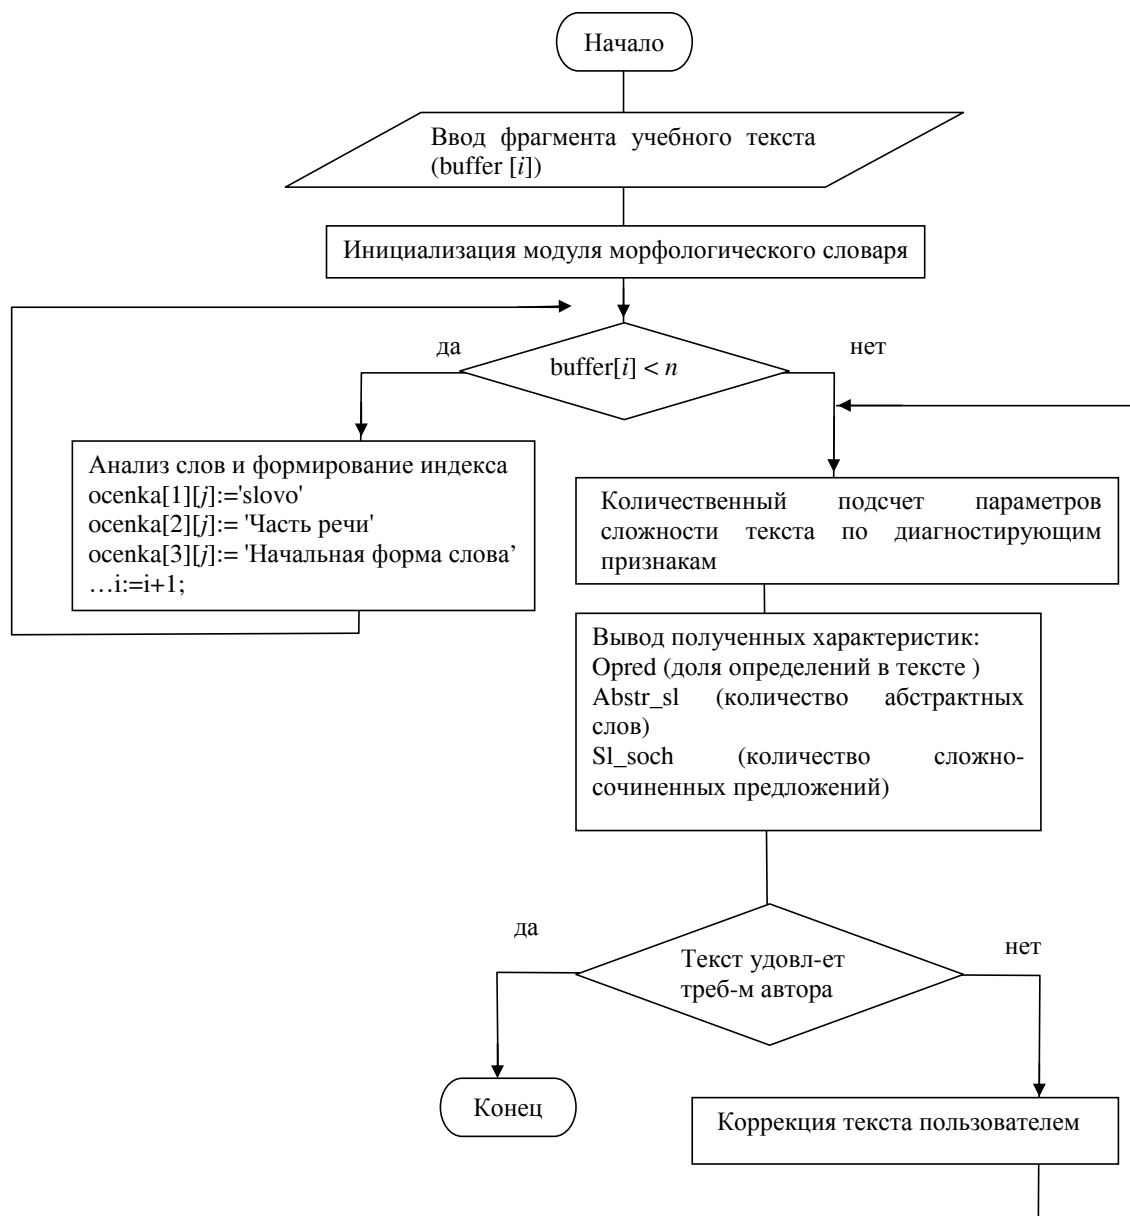 Начало
Ввод фрагмента учебного текста
(buffer [i])
Инициализация модуля морфологического словаря
да
нет
buffer[i] < n
Анализ слов и формирование индекса
ocenka[1][j]:='slovo'
ocenka[2][j]:= 'Часть речи'
ocenka[3][j]:= 'Начальная форма слова’
…i:=i+1;
Количественный подсчет параметров
сложности текста по диагностирующим
признакам
Вывод полученных характеристик:
Opred (доля определений в тексте )
Abstr_sl (количество абстрактных
слов)
Sl_soch (количество сложно-
сочиненных предложений)
да
нет
Текст удовл-ет
треб-м автора
Конец
Коррекция текста пользователем